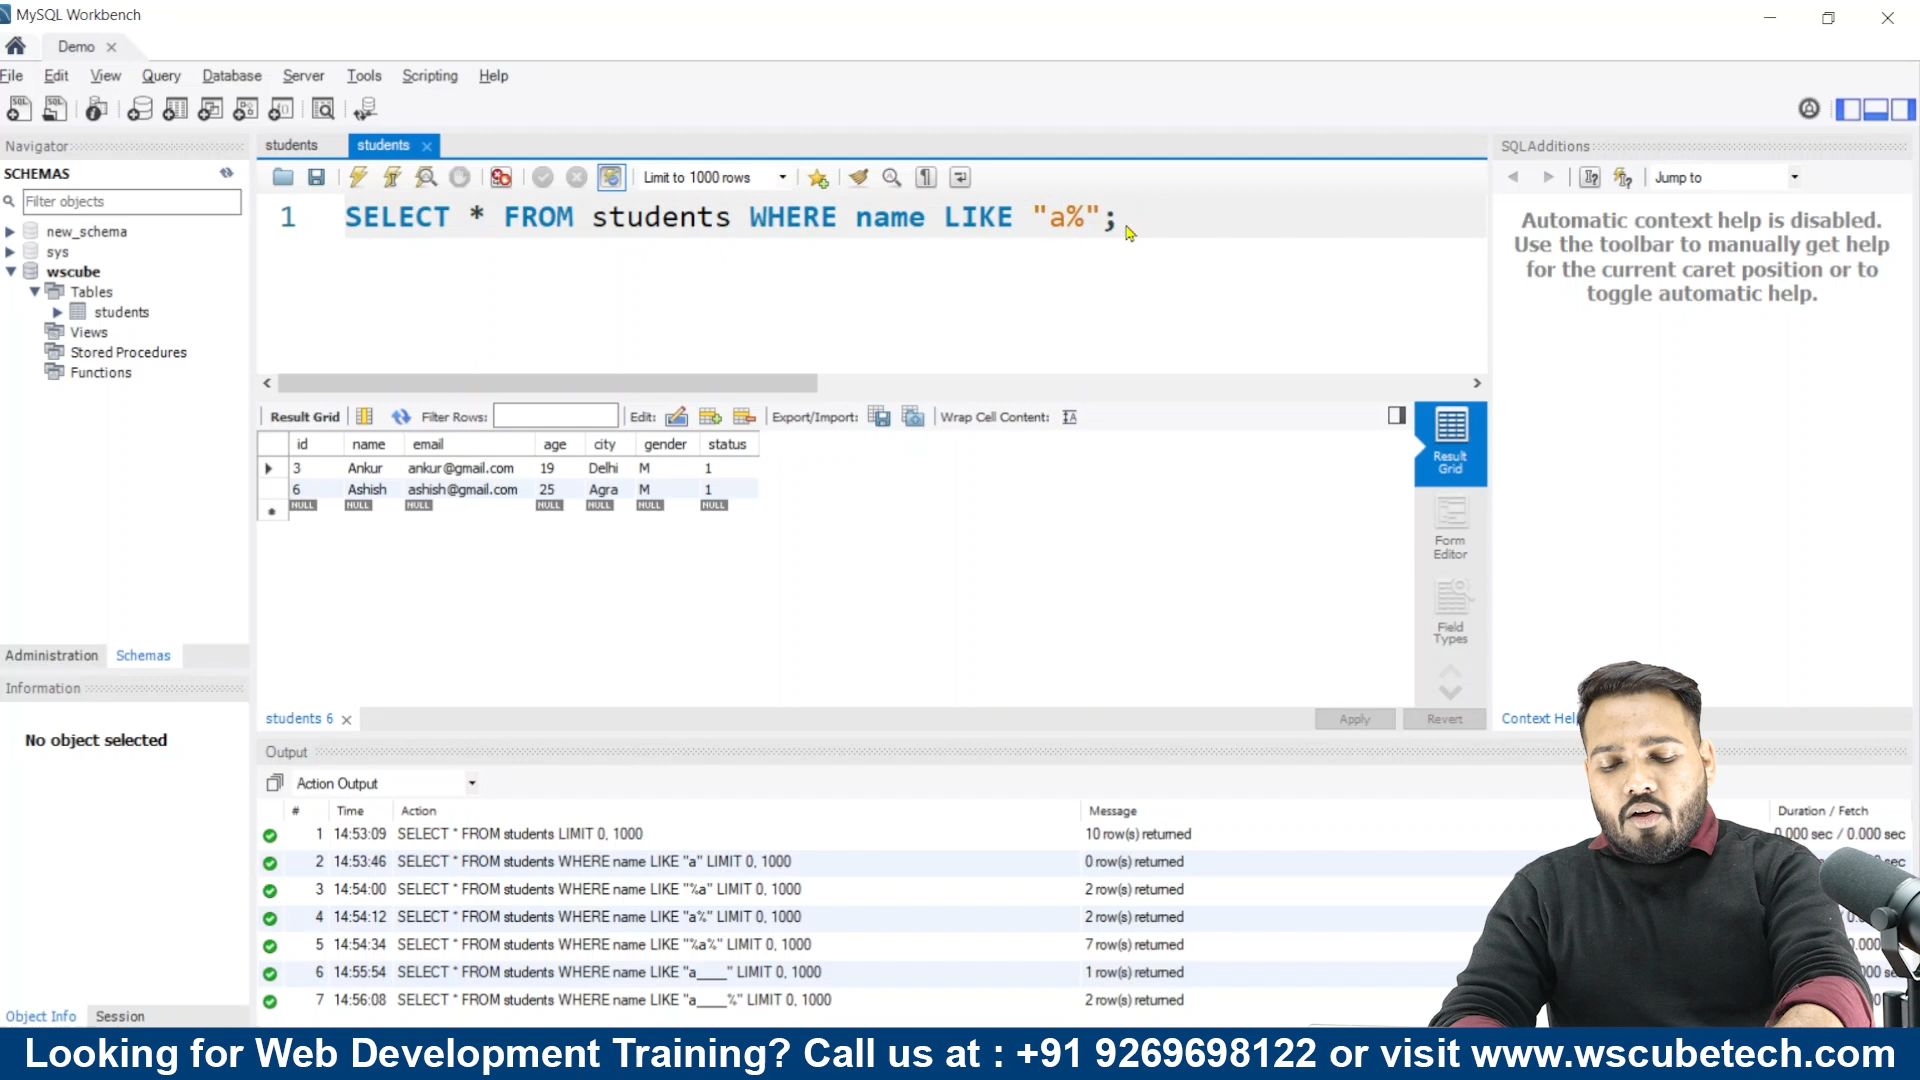 MySQL Workbench
Demo
File Edit View Query Database Server Tools Scripting Help
Navigator
SCHEMAS
Filter objects
new_schema
sys
wscube
Tables
students
Views
Stored Procedures
Functions
Administration Schemas
Information
No object selected
Object Info Session
students students
Limit to 1000 rows
1 SELECT * FROM students WHERE name LIKE "a%";
Result Grid Filter Rows: Edit: Export/Import: Wrap Cell Content:
id name email age city gender status
3 Ankur ankur@gmail.com 19 Delhi M 1
6 Ashish ashish@gmail.com 25 Agra M 1
NULL NULL NULL NULL NULL NULL NULL
Result Grid
Form Editor
Field Types
students 6 Apply Revert
SQLAdditions
Jump to
Automatic context help is disabled.
Use the toolbar to manually get help
for the current caret position or to
toggle automatic help.
Context Hel
Output
Action Output
# Time Action Message Duration / Fetch
1 14:53:09 SELECT * FROM students LIMIT 0, 1000 10 row(s) returned 0.000 sec / 0.000 sec
2 14:53:46 SELECT * FROM students WHERE name LIKE "a" LIMIT 0, 1000 0 row(s) returned
3 14:54:00 SELECT * FROM students WHERE name LIKE "%a" LIMIT 0, 1000 2 row(s) returned
4 14:54:12 SELECT * FROM students WHERE name LIKE "a%" LIMIT 0, 1000 2 row(s) returned
5 14:54:34 SELECT * FROM students WHERE name LIKE "%a%" LIMIT 0, 1000 7 row(s) returned
6 14:55:54 SELECT * FROM students WHERE name LIKE "a____" LIMIT 0, 1000 1 row(s) returned
7 14:56:08 SELECT * FROM students WHERE name LIKE "a____%" LIMIT 0, 1000 2 row(s) returned
Looking for Web Development Training? Call us at : +91 9269698122 or visit www.wscubetech.com